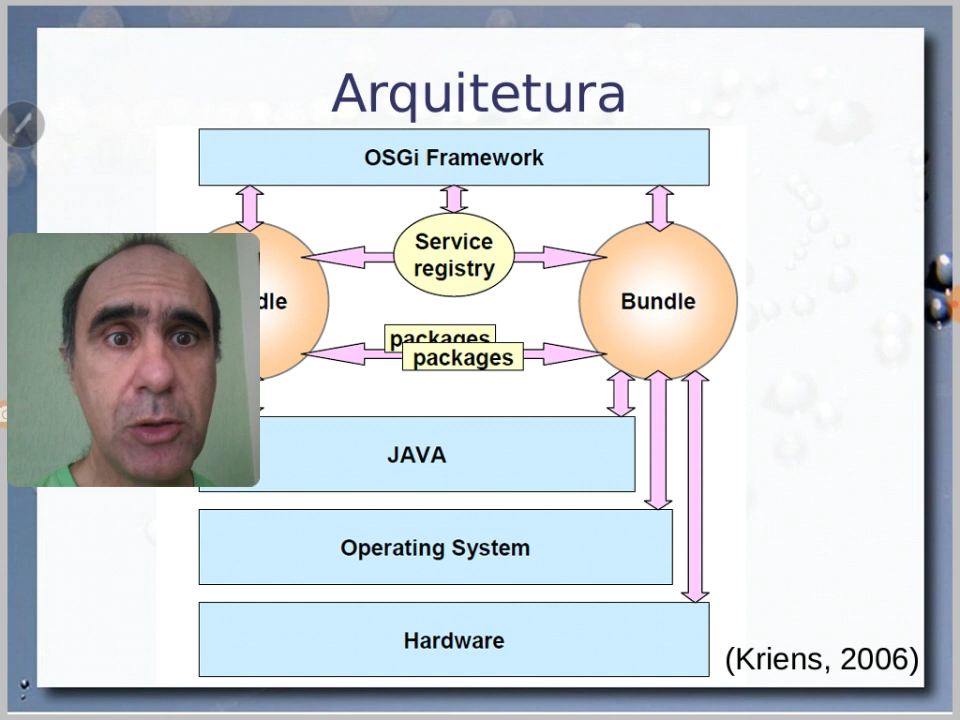 Arquitetura
OSGi Framework
Service
registry
dle
Bundle
packages
packages
JAVA
Operating System
Hardware
(Kriens, 2006)